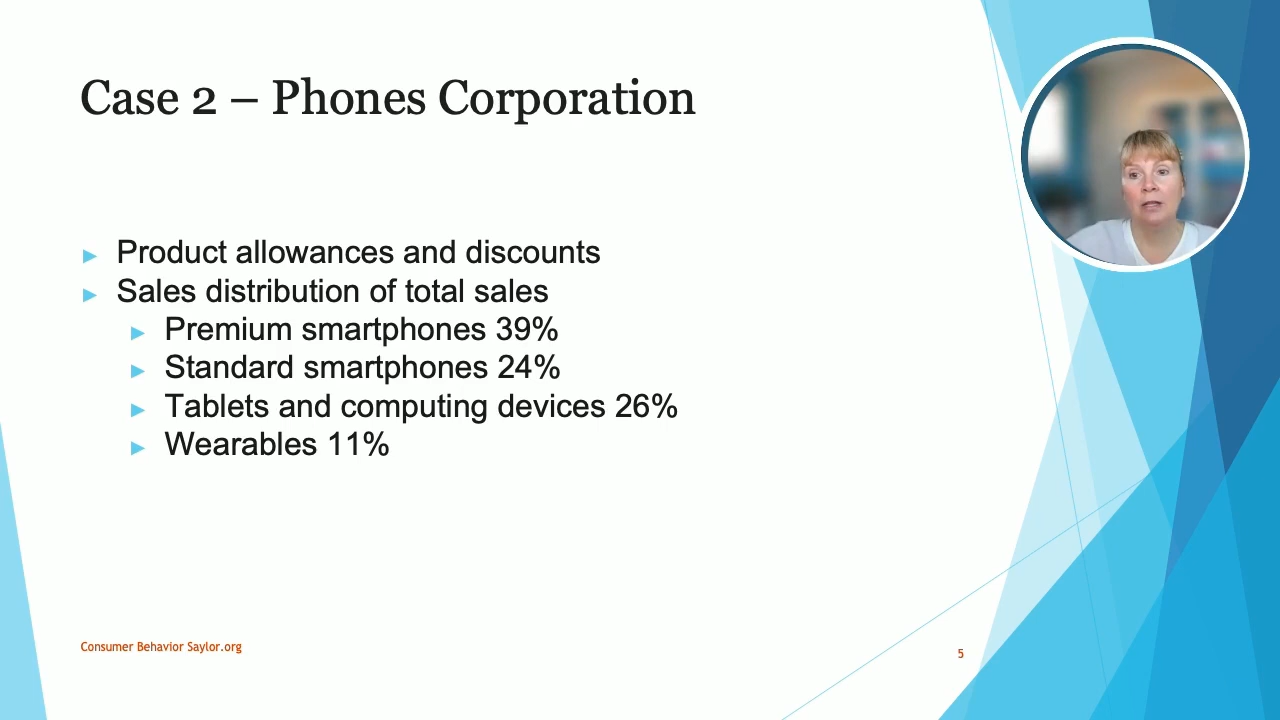 Case 2 – Phones Corporation
Product allowances and discounts
Sales distribution of total sales
Premium smartphones 39%
Standard smartphones 24%
Tablets and computing devices 26%
Wearables 11%
Consumer Behavior Saylor.org
5